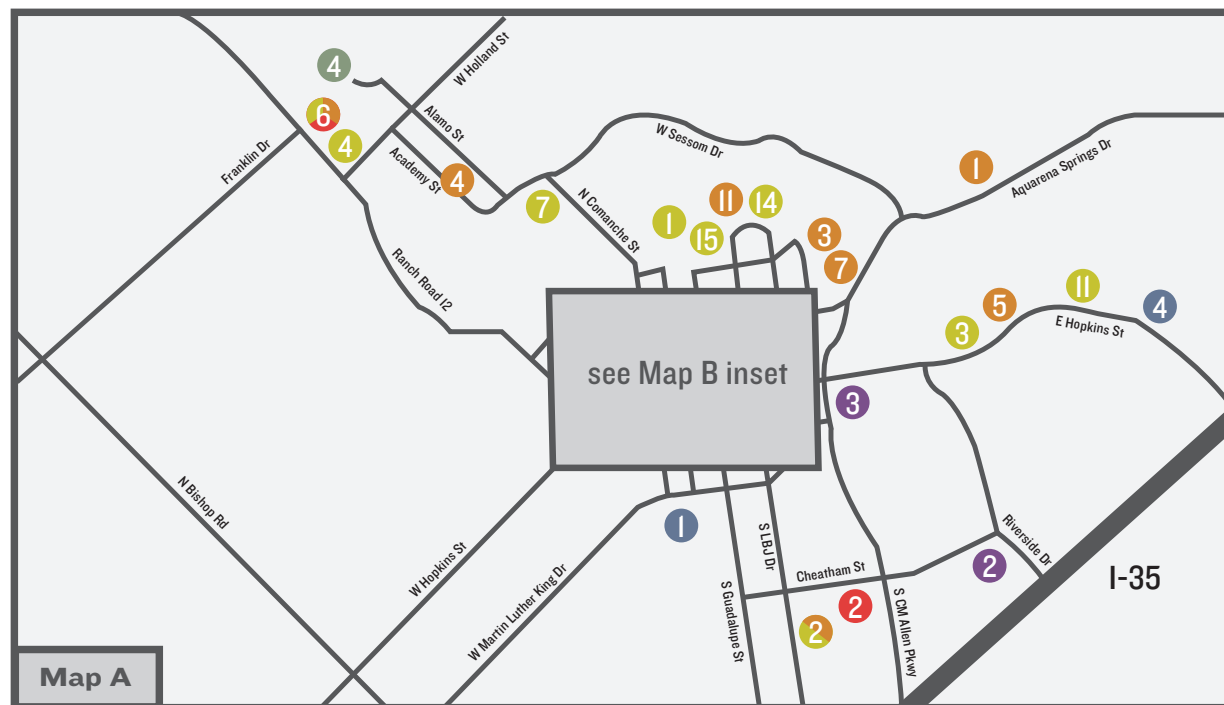 W Holland St
4
Alamo St
6
4
W Sessom Dr
Franklin Dr
Academy St
4
1
Aquarena Springs Dr
7
N Comanche St
1
15
11
14
3
7
Ranch Road 12
11
5
4
3
E Hopkins St
see Map B inset
3
N Bishop Rd
1
S LBJ Dr
Riverside Dr
W Hopkins St
Cheatham St
2
I-35
W Martin Luther King Dr
S Guadalupe St
2
2
S CM Allen Pkwy
Map A